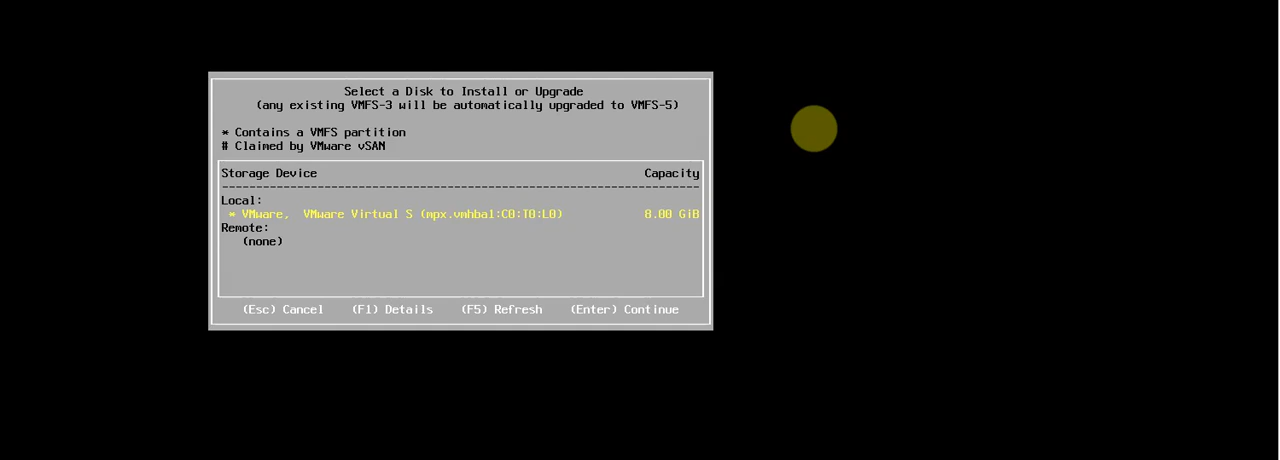 Select a Disk to Install or Upgrade
(any existing VMFS-3 will be automatically upgraded to VMFS-5)
* Contains a VMFS partition
# Claimed by VMware vSAN
Storage Device Capacity
--------------------------------------------------------------------------------
Local:
* VMware, VMware Virtual S (mpx.vmhba1:C0:T0:L0) 8.00 GiB
Remote:
(none)
(Esc) Cancel (F1) Details (F5) Refresh (Enter) Continue